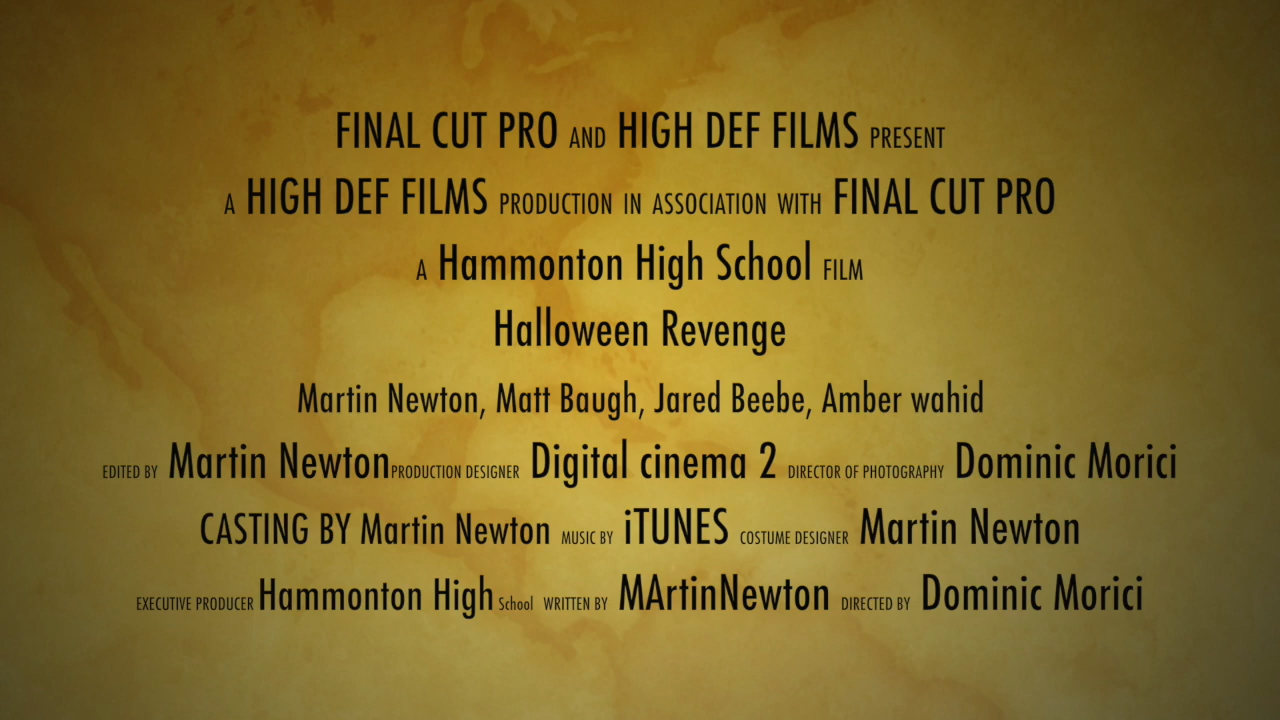 FINAL CUT PRO AND HIGH DEF FILMS PRESENT
A HIGH DEF FILMS PRODUCTION IN ASSOCIATION WITH FINAL CUT PRO
A Hammonton High School FILM
Halloween Revenge
Martin Newton, Matt Baugh, Jared Beebe, Amber wahid
EDITED BY Martin Newton PRODUCTION DESIGNER Digital cinema 2 DIRECTOR OF PHOTOGRAPHY Dominic Morici
CASTING BY Martin Newton MUSIC BY iTUNES COSTUME DESIGNER Martin Newton
EXECUTIVE PRODUCER Hammonton High School WRITTEN BY MArtinNewton DIRECTED BY Dominic Morici